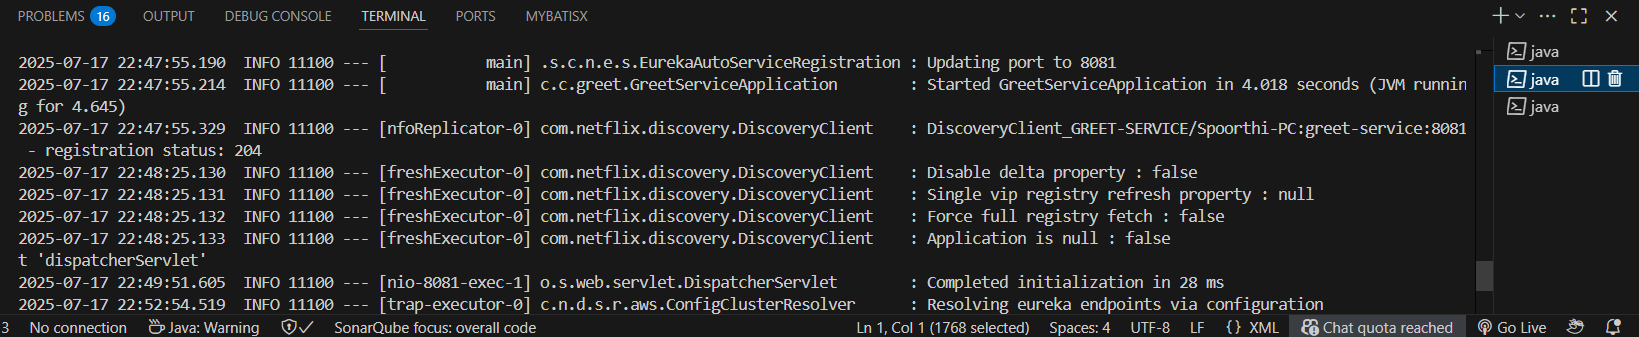 PROBLEMS 16 OUTPUT DEBUG CONSOLE TERMINAL PORTS MYBATISX
2025-07-17 22:47:55.190  INFO 11100 --- [           main] .s.c.n.e.s.EurekaAutoServiceRegistration : Updating port to 8081
2025-07-17 22:47:55.214  INFO 11100 --- [           main] c.c.greet.GreetServiceApplication        : Started GreetServiceApplication in 4.018 seconds (JVM runnin
g for 4.645)
2025-07-17 22:47:55.329  INFO 11100 --- [nfoReplicator-0] com.netflix.discovery.DiscoveryClient    : DiscoveryClient_GREET-SERVICE/Spoorthi-PC:greet-service:8081
 - registration status: 204
2025-07-17 22:48:25.130  INFO 11100 --- [freshExecutor-0] com.netflix.discovery.DiscoveryClient    : Disable delta property : false
2025-07-17 22:48:25.131  INFO 11100 --- [freshExecutor-0] com.netflix.discovery.DiscoveryClient    : Single vip registry refresh property : null
2025-07-17 22:48:25.132  INFO 11100 --- [freshExecutor-0] com.netflix.discovery.DiscoveryClient    : Force full registry fetch : false
2025-07-17 22:48:25.133  INFO 11100 --- [freshExecutor-0] com.netflix.discovery.DiscoveryClient    : Application is null : false
t 'dispatcherServlet'
2025-07-17 22:49:51.605  INFO 11100 --- [nio-8081-exec-1] o.s.web.servlet.DispatcherServlet        : Completed initialization in 28 ms
2025-07-17 22:52:54.519  INFO 11100 --- [trap-executor-0] c.n.d.s.r.aws.ConfigClusterResolver      : Resolving eureka endpoints via configuration
java
java
java
3 No connection Java: Warning SonarQube focus: overall code Ln 1, Col 1 (1768 selected) Spaces: 4 UTF-8 LF {} XML Chat quota reached Go Live